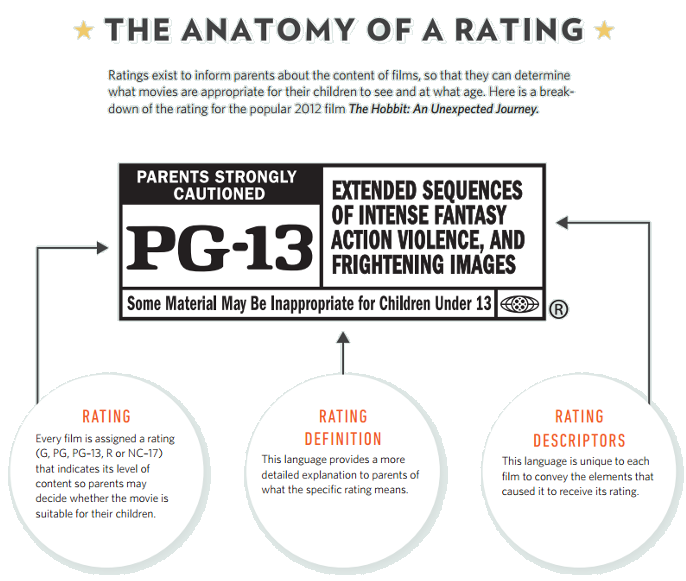 THE ANATOMY OF A RATING
Ratings exist to inform parents about the content of films, so that they can determine
what movies are appropriate for their children to see and at what age. Here is a break-
down of the rating for the popular 2012 film The Hobbit: An Unexpected Journey.
PARENTS STRONGLY
CAUTIONED
PG-13
EXTENDED SEQUENCES
OF INTENSE FANTASY
ACTION VIOLENCE, AND
FRIGHTENING IMAGES
Some Material May Be Inappropriate for Children Under 13
®
RATING
Every film is assigned a rating
(G, PG, PG–13, R or NC–17)
that indicates its level of
content so parents may
decide whether the movie is
suitable for their children.
RATING
DEFINITION
This language provides a more
detailed explanation to parents of
what the specific rating means.
RATING
DESCRIPTORS
This language is unique to each
film to convey the elements that
caused it to receive its rating.